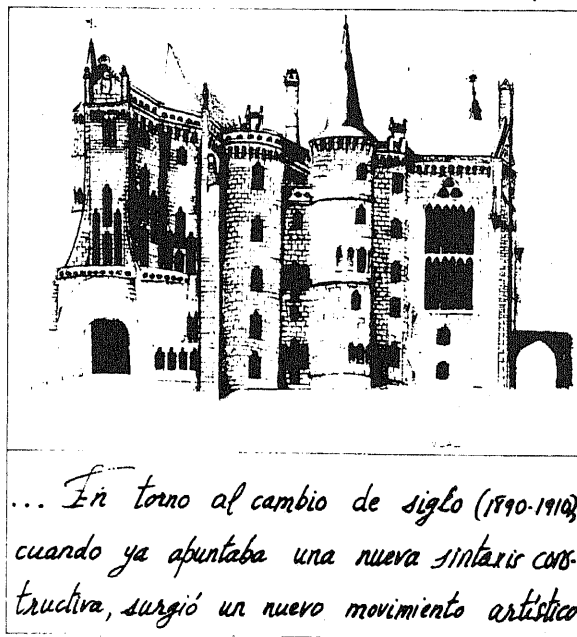 ... En torno al cambio de siglo (1890-1910),
cuando ya apuntaba una nueva sintaxis cons-
tructiva, surgió un nuevo movimiento artístico